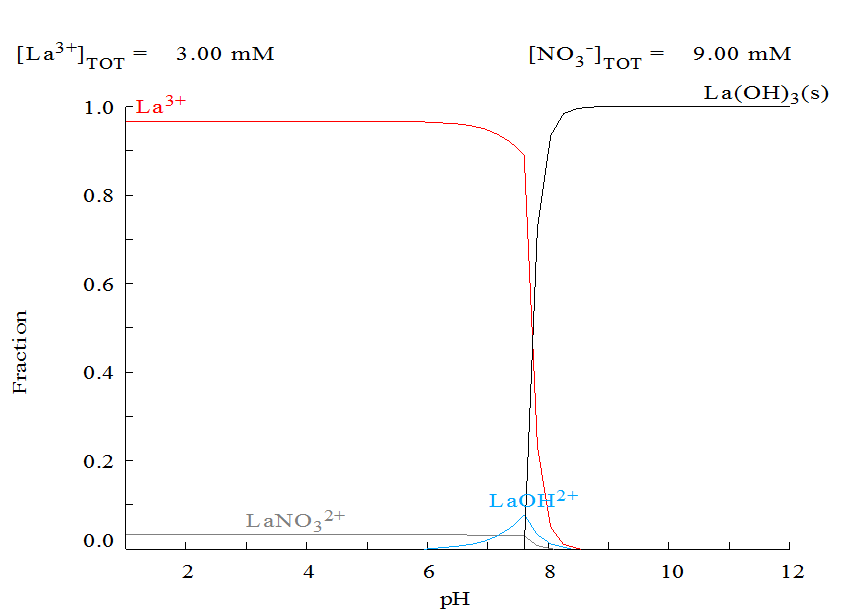 [La³⁺]TOT = 3.00 mM
[NO₃⁻]TOT = 9.00 mM
La(OH)₃(s)
La³⁺
1.0
0.8
0.6
0.4
0.2
0.0
Fraction
LaOH²⁺
LaNO₃²⁺
2 4 6 8 10 12
pH